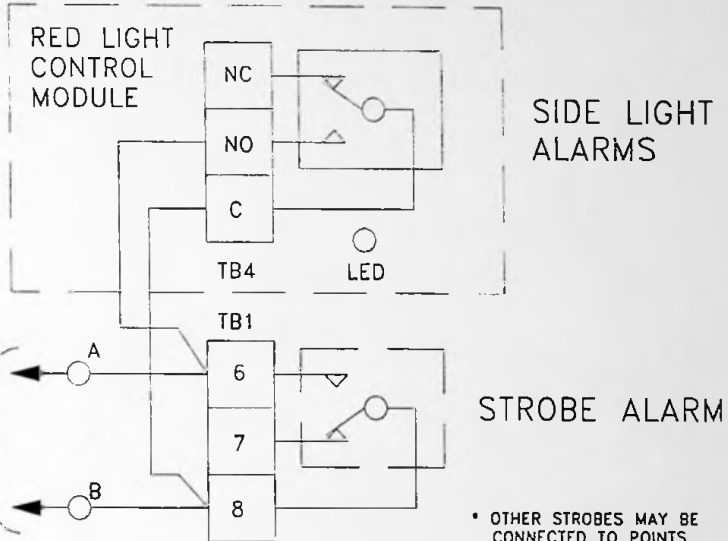 RED LIGHT
CONTROL
MODULE
NC
NO
C
TB4
LED
SIDE LIGHT
ALARMS
TB1
A
6
7
B
8
STROBE ALARM
* OTHER STROBES MAY BE
CONNECTED TO POINTS